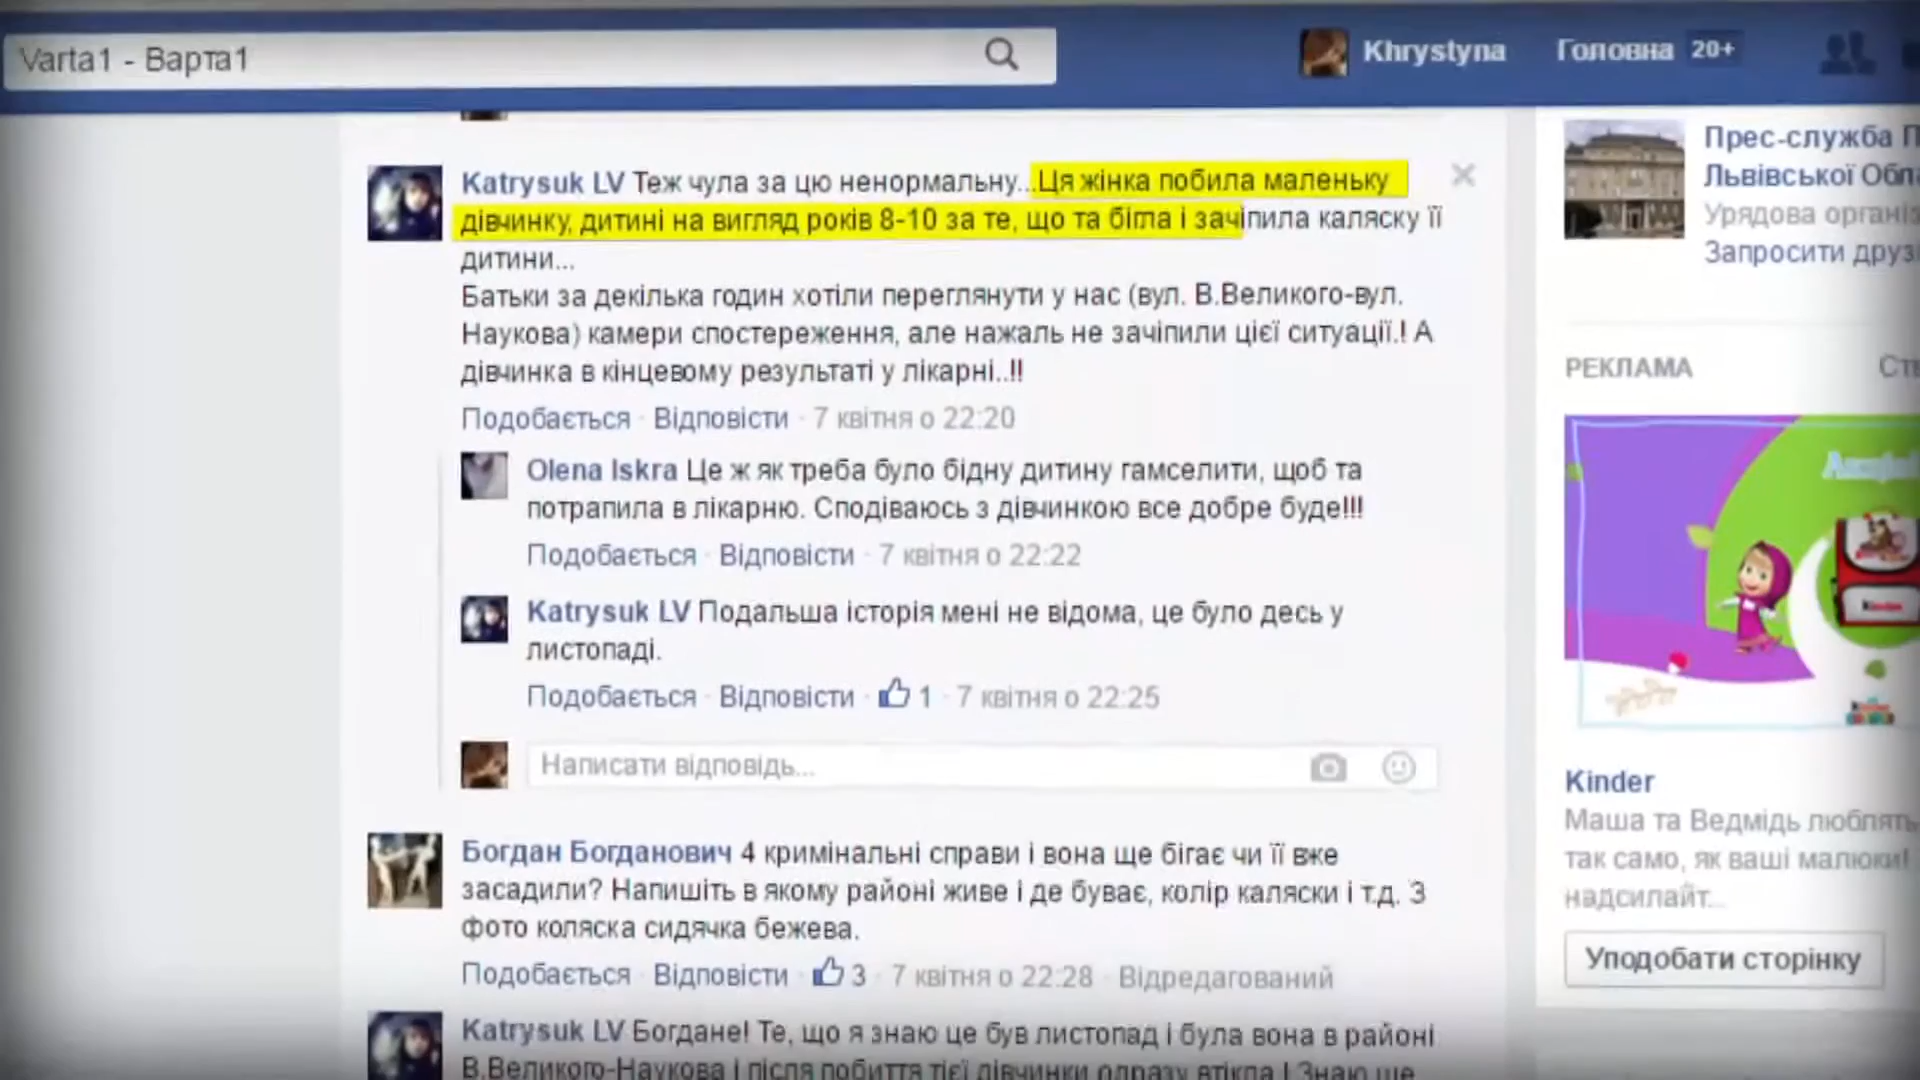 Varta1 - Варта1
Khrystyna
Головна 20+
Katrysuk LV Теж чула за цю ненормальну...Ця жінка побила маленьку
дівчинку, дитині на вигляд років 8-10 за те, що та бігла і зачіпила каляску її
дитини...
Батьки за декілька годин хотіли переглянути у нас (вул. В.Великого-вул.
Наукова) камери спостереження, але нажаль не зачіпили цієї ситуації.! А
дівчинка в кінцевому результаті у лікарні..!!
Подобається · Відповісти · 7 квітня о 22:20
Olena Iskra Це ж як треба було бідну дитину гамселити, щоб та
потрапила в лікарню. Сподіваюсь з дівчинкою все добре буде!!!
Подобається · Відповісти · 7 квітня о 22:22
Katrysuk LV Подальша історія мені не відома, це було десь у
листопаді.
Подобається · Відповісти · 1 · 7 квітня о 22:25
Написати відповідь...
Богдан Богданович 4 кримінальні справи і вона ще бігає чи її вже
засадили? Напишіть в якому районі живе і де буває, колір каляски і т.д. З
фото коляска сидячка бежева.
Подобається · Відповісти · 3 · 7 квітня о 22:28 · Відредагований
Katrysuk LV Богдане! Те, що я знаю це був листопад і була вона в районі
В.Великого-Наукова і після побиття тієї дівчинки одразу втікла ! Знаю ще
Прес-служба П
Львівської Обла
Урядова організ
Запросити друзі
РЕКЛАМА
Ств
Kinder
Маша та Ведмідь люблять
так само, як ваші малюки!
надсилайт...
Уподобати сторінку